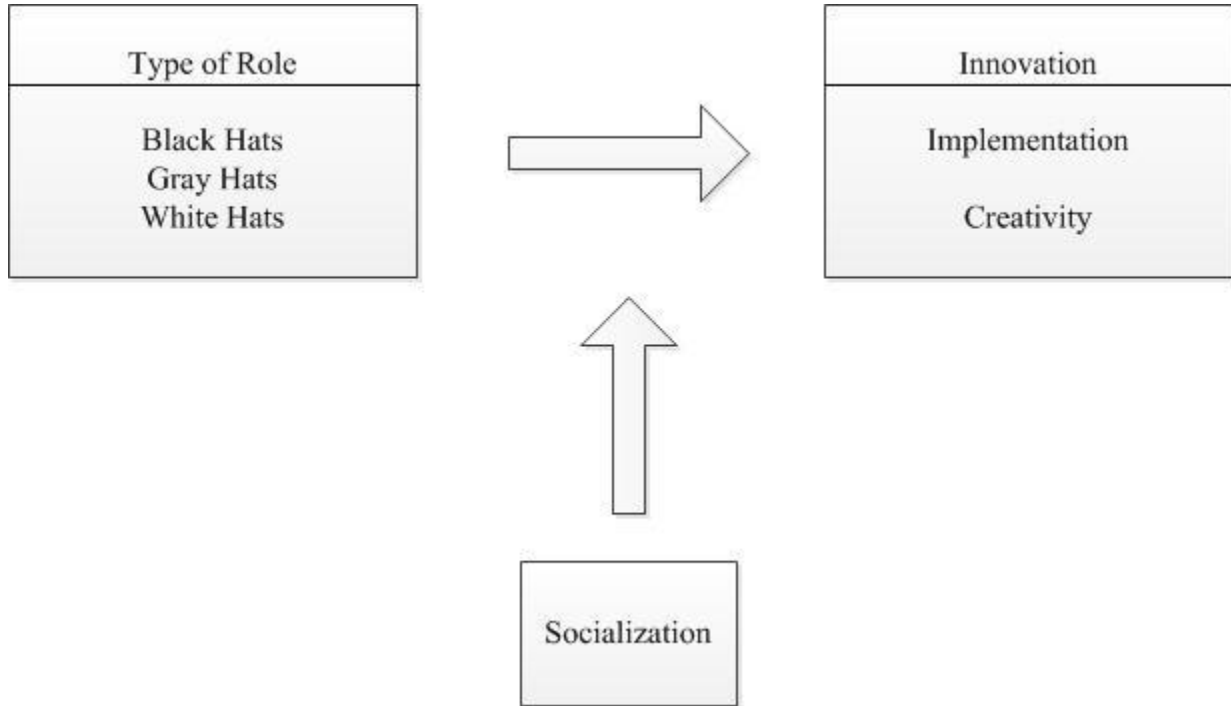 Type of Role
Black Hats
Gray Hats
White Hats
Innovation
Implementation
Creativity
Socialization